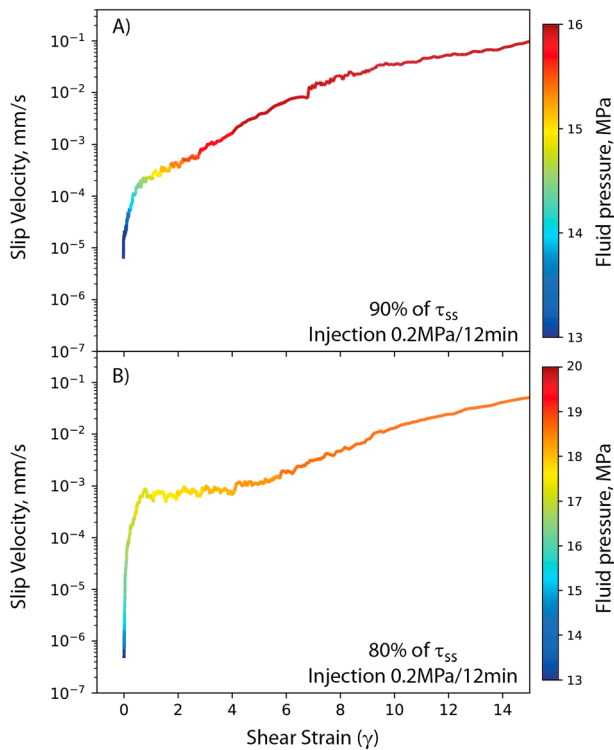 A)
10⁻¹
10⁻²
10⁻³
10⁻⁴
10⁻⁵
10⁻⁶
10⁻⁷
Slip Velocity, mm/s
90% of τss
Injection 0.2MPa/12min
16
15
14
13
Fluid pressure, MPa
B)
10⁻¹
10⁻²
10⁻³
10⁻⁴
10⁻⁵
10⁻⁶
10⁻⁷
Slip Velocity, mm/s
80% of τss
Injection 0.2MPa/12min
0 2 4 6 8 10 12 14
Shear Strain (γ)
20
19
18
17
16
15
14
13
Fluid pressure, MPa